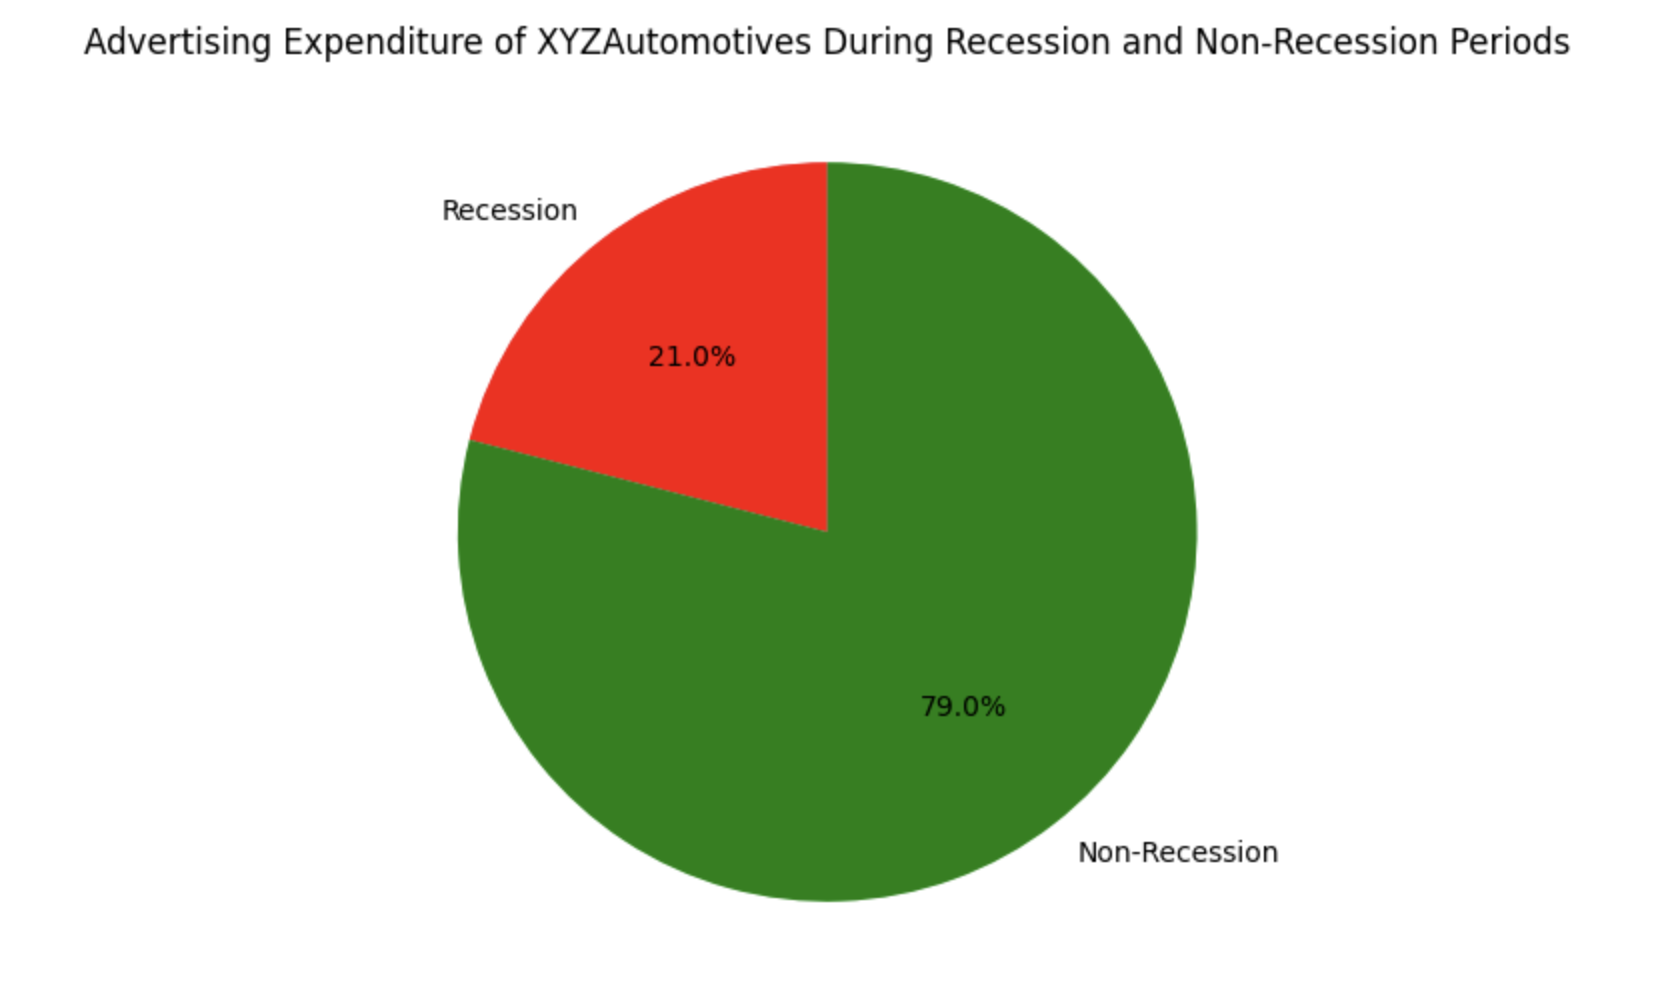 Advertising Expenditure of XYZAutomotives During Recession and Non-Recession Periods
Recession
21.0%
79.0%
Non-Recession